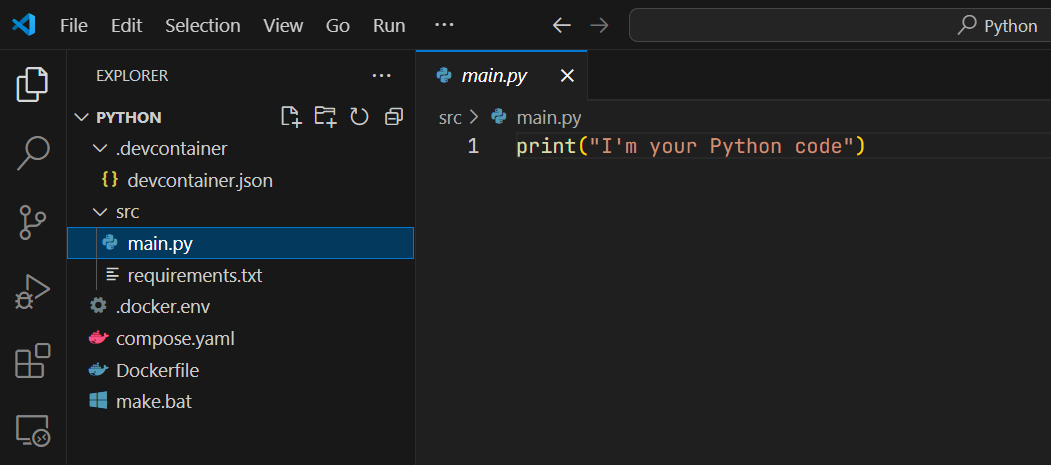 File Edit Selection View Go Run ···
Python
EXPLORER ···
main.py
PYTHON
src > main.py
.devcontainer
1 print("I'm your Python code")
{} devcontainer.json
src
main.py
requirements.txt
.docker.env
compose.yaml
Dockerfile
make.bat